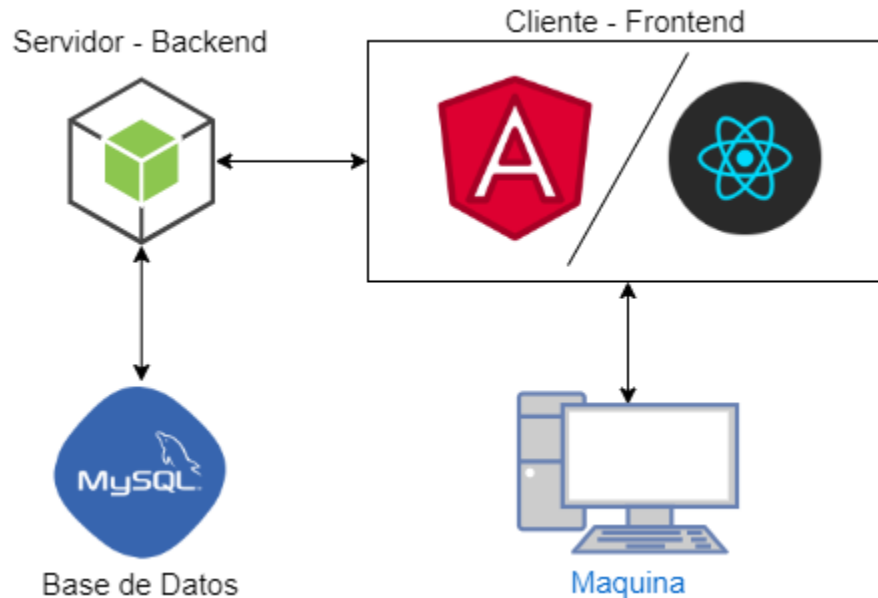 Servidor - Backend
Cliente - Frontend
A
MySQL
Base de Datos
Maquina